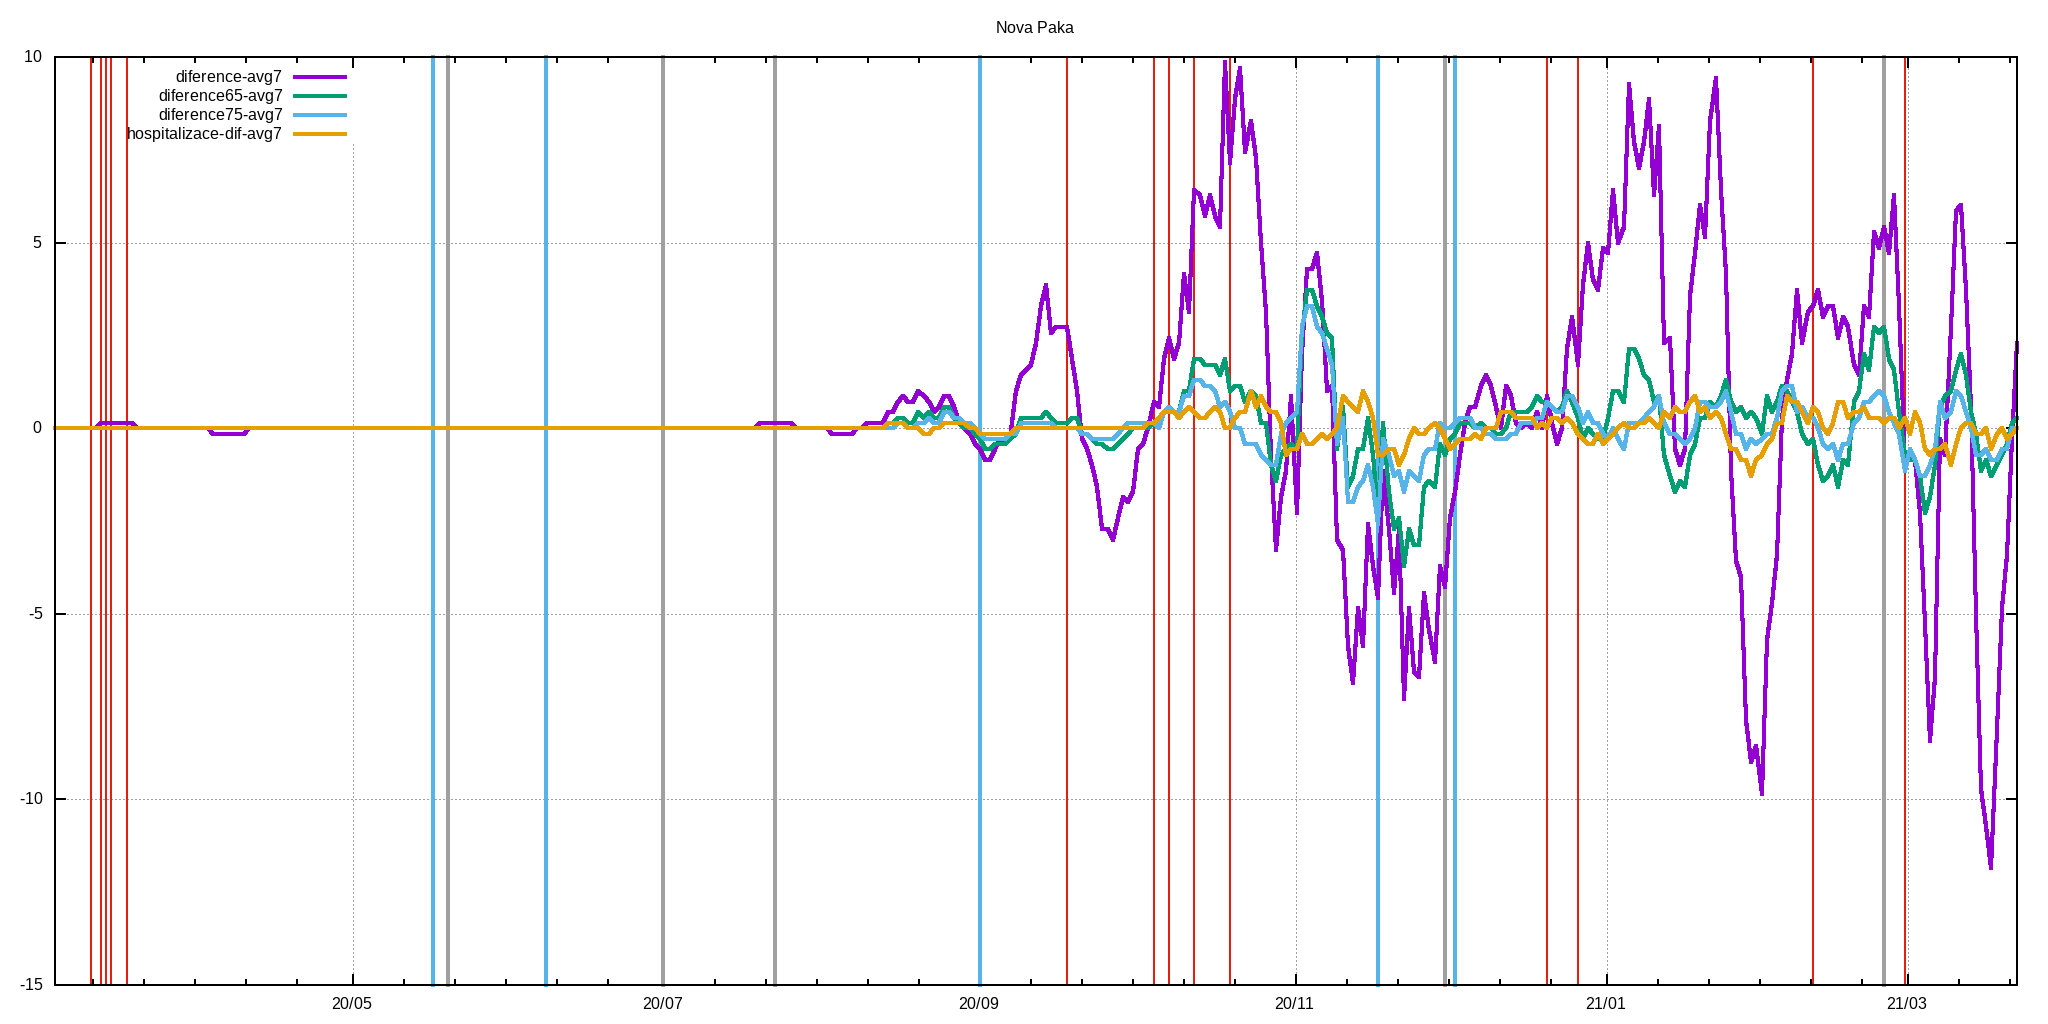 Nova Paka
10
5
0
-5
-10
-15
diference-avg7
diference65-avg7
diference75-avg7
hospitalizace-dif-avg7
20/05
20/07
20/09
20/11
21/01
21/03